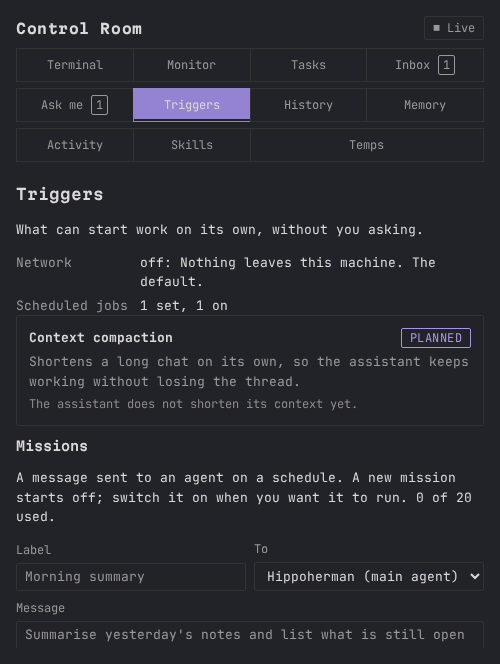 Control Room
■ Live
Terminal
Monitor
Tasks
Inbox 1
Ask me 1
Triggers
History
Memory
Activity
Skills
Temps
Triggers
What can start work on its own, without you asking.
Network off: Nothing leaves this machine. The
default.
Scheduled jobs 1 set, 1 on
Context compaction
PLANNED
Shortens a long chat on its own, so the assistant keeps
working without losing the thread.
The assistant does not shorten its context yet.
Missions
A message sent to an agent on a schedule. A new mission
starts off; switch it on when you want it to run. 0 of 20
used.
Label
To
Morning summary
Hippoherman (main agent)
Message
Summarise yesterday's notes and list what is still open